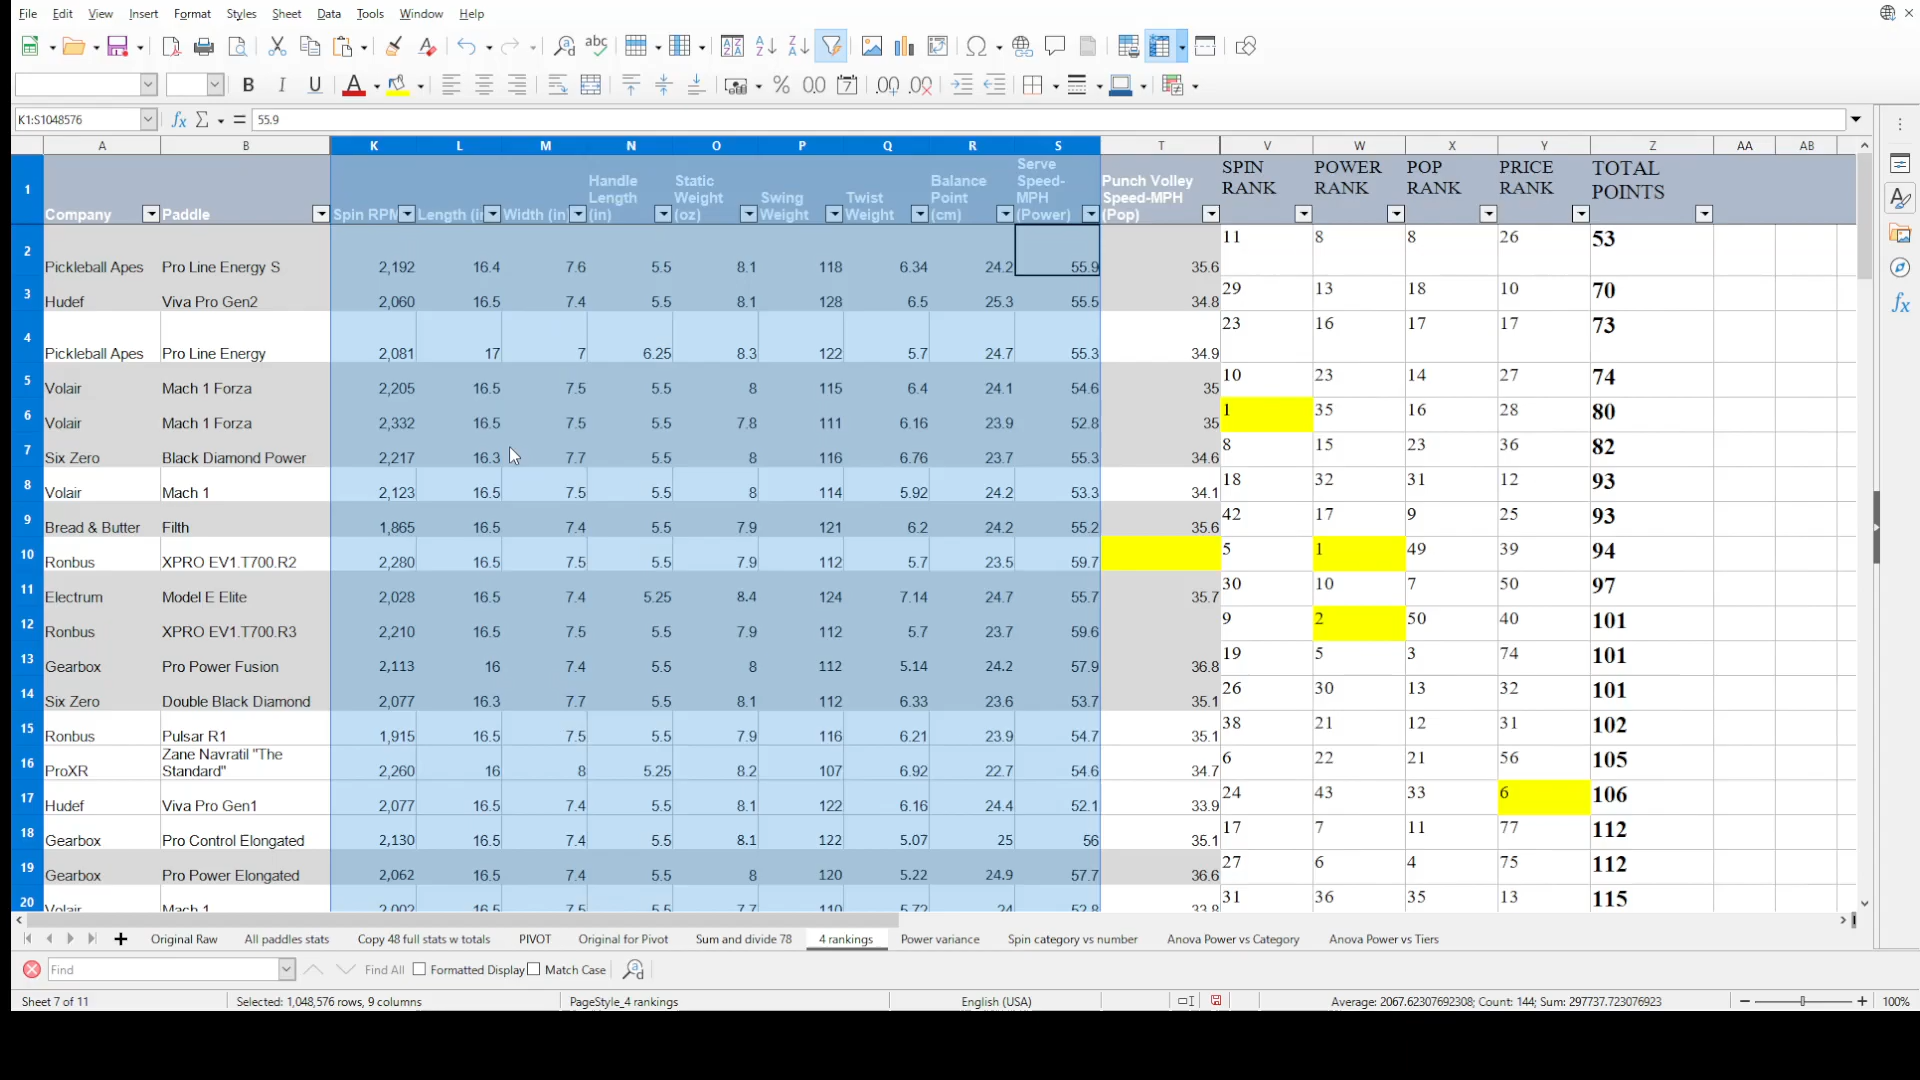 File Edit View Insert Format Styles Sheet Data Tools Window Help
K1:S1048576 55.9
A B K L M N O P Q R S T V W X Y Z AA AB
1 Company Paddle Spin RPM Length (in Width (in) Handle Length (in) Static Weight (oz) Swing Weight Twist Weight Balance Point (cm) Serve Speed-MPH (Power) Punch Volley Speed-MPH (Pop) SPIN RANK POWER RANK POP RANK PRICE RANK TOTAL POINTS
2 Pickleball Apes Pro Line Energy S 2,192 16.4 7.6 5.5 8.1 118 6.34 24.2 55.9 35.6 11 8 8 26 53
3 Hudef Viva Pro Gen2 2,060 16.5 7.4 5.5 8.1 128 6.5 25.3 55.5 34.8 29 13 18 10 70
4 Pickleball Apes Pro Line Energy 2,081 17 7 6.25 8.3 122 5.7 24.7 55.3 34.9 23 16 17 17 73
5 Volair Mach 1 Forza 2,205 16.5 7.5 5.5 8 115 6.4 24.1 54.6 35 10 23 14 27 74
6 Volair Mach 1 Forza 2,332 16.5 7.5 5.5 7.8 111 6.16 23.9 52.8 35 1 35 16 28 80
7 Six Zero Black Diamond Power 2,217 16.3 7.7 5.5 8 116 6.76 23.7 55.3 34.6 8 15 23 36 82
8 Volair Mach 1 2,123 16.5 7.5 5.5 8 114 5.92 24.2 53.3 34.1 18 32 31 12 93
9 Bread & Butter Filth 1,865 16.5 7.4 5.5 7.9 121 6.2 24.2 55.2 35.6 42 17 9 25 93
10 Ronbus XPRO EV1.T700.R2 2,280 16.5 7.5 5.5 7.9 112 5.7 23.5 59.7 5 1 49 39 94
11 Electrum Model E Elite 2,028 16.5 7.4 5.25 8.4 124 7.14 24.7 55.7 35.7 30 10 7 50 97
12 Ronbus XPRO EV1.T700.R3 2,210 16.5 7.5 5.5 7.9 112 5.7 23.7 59.6 9 2 50 40 101
13 Gearbox Pro Power Fusion 2,113 16 7.4 5.5 8 112 5.14 24.2 57.9 36.8 19 5 3 74 101
14 Six Zero Double Black Diamond 2,077 16.3 7.7 5.5 8.1 112 6.33 23.6 53.7 35.1 26 30 13 32 101
15 Ronbus Pulsar R1 1,915 16.5 7.5 5.5 7.9 116 6.21 23.9 54.7 35.1 38 21 12 31 102
16 ProXR Zane Navratil "The Standard" 2,260 16 8 5.25 8.2 107 6.92 22.7 54.6 34.7 6 22 21 56 105
17 Hudef Viva Pro Gen1 2,077 16.5 7.4 5.5 8.1 122 6.16 24.4 52.1 33.9 24 43 33 6 106
18 Gearbox Pro Control Elongated 2,130 16.5 7.4 5.5 8.1 122 5.07 25 56 35.1 17 7 11 77 112
19 Gearbox Pro Power Elongated 2,062 16.5 7.4 5.5 8 120 5.22 24.9 57.7 36.6 27 6 4 75 112
20 Volair Mach 1 2,002 16.5 7.5 5.5 7.7 110 5.72 24 52.8 33.8 31 36 35 13 115
Original Raw All paddles stats Copy 48 full stats w totals PIVOT Original for Pivot Sum and divide 78 4 rankings Power variance Spin category vs number Anova Power vs Category Anova Power vs Tiers
Find Find All Formatted Display Match Case
Sheet 7 of 11 Selected: 1,048,576 rows, 9 columns PageStyle_4 rankings English (USA) Average: 2067.62307692308; Count: 144; Sum: 297737.723076923 100%